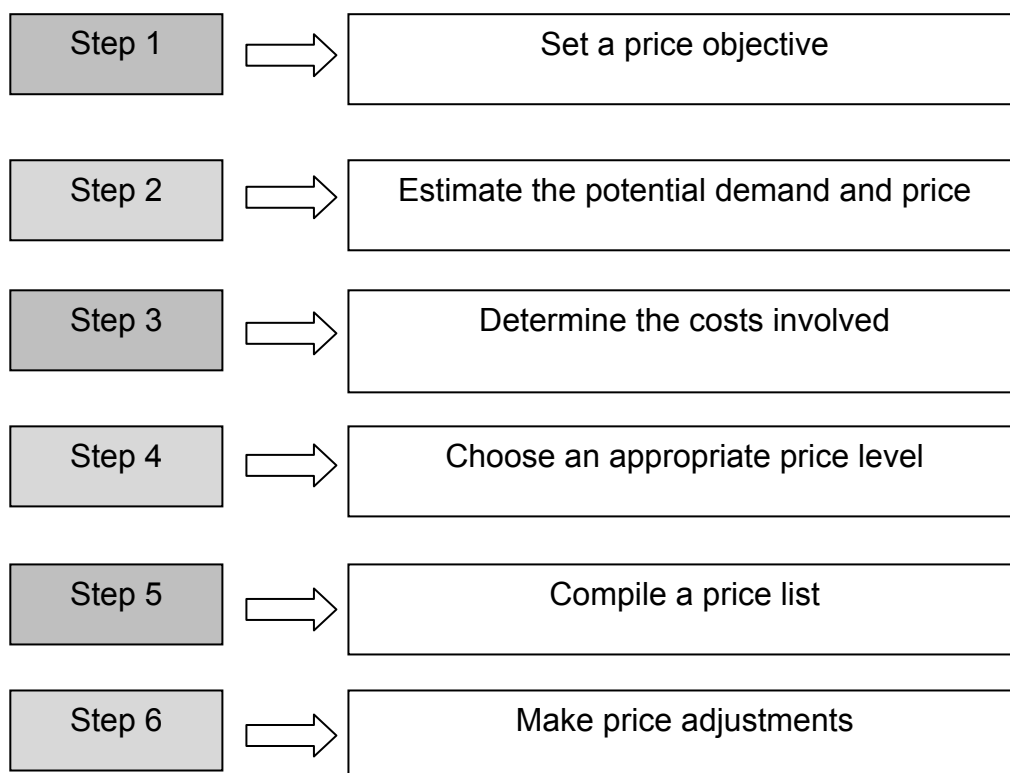 Step 1
Set a price objective
Step 2
Estimate the potential demand and price
Step 3
Determine the costs involved
Step 4
Choose an appropriate price level
Step 5
Compile a price list
Step 6
Make price adjustments